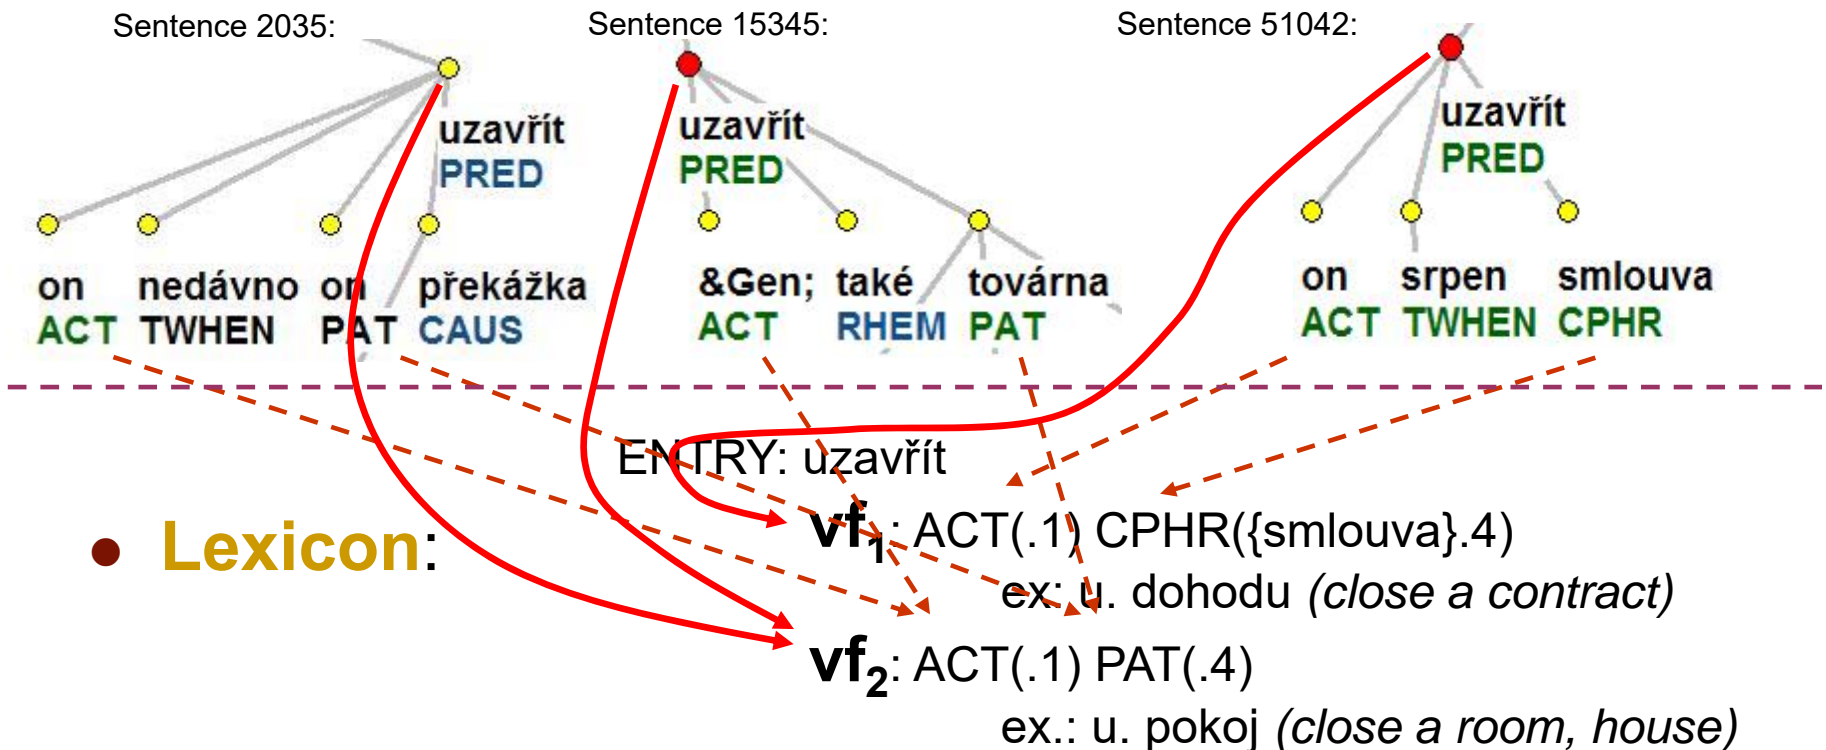 Sentence 2035:
Sentence 15345:
Sentence 51042:
uzavřít
PRED
on nedávno on překážka
ACT TWHEN PAT CAUS
uzavřít
PRED
&Gen; také továrna
ACT RHEM PAT
uzavřít
PRED
on srpen smlouva
ACT TWHEN CPHR
ENTRY: uzavřít
• Lexicon:
vf1: ACT(.1) CPHR({smlouva}.4)
ex: u. dohodu (close a contract)
vf2: ACT(.1) PAT(.4)
ex.: u. pokoj (close a room, house)